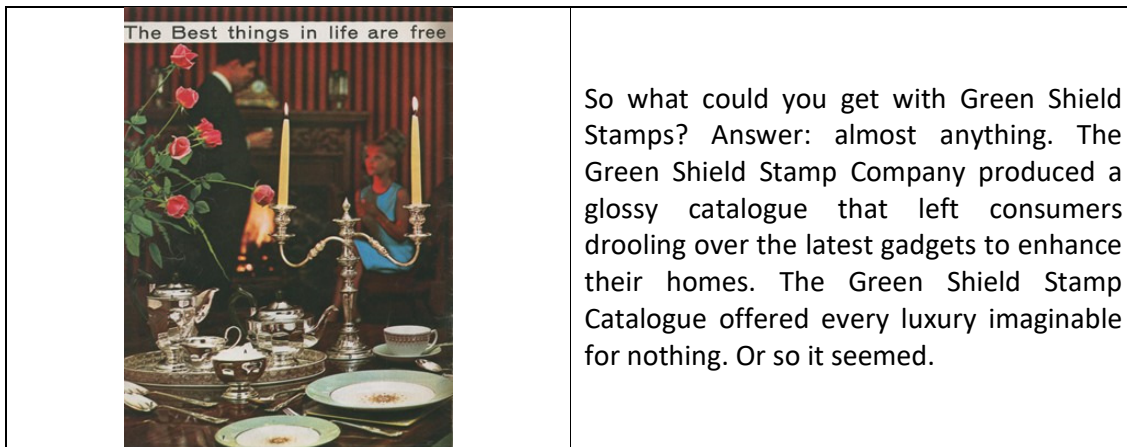 The Best things in life are free
So what could you get with Green Shield
Stamps? Answer: almost anything. The
Green Shield Stamp Company produced a
glossy catalogue that left consumers
drooling over the latest gadgets to enhance
their homes. The Green Shield Stamp
Catalogue offered every luxury imaginable
for nothing. Or so it seemed.